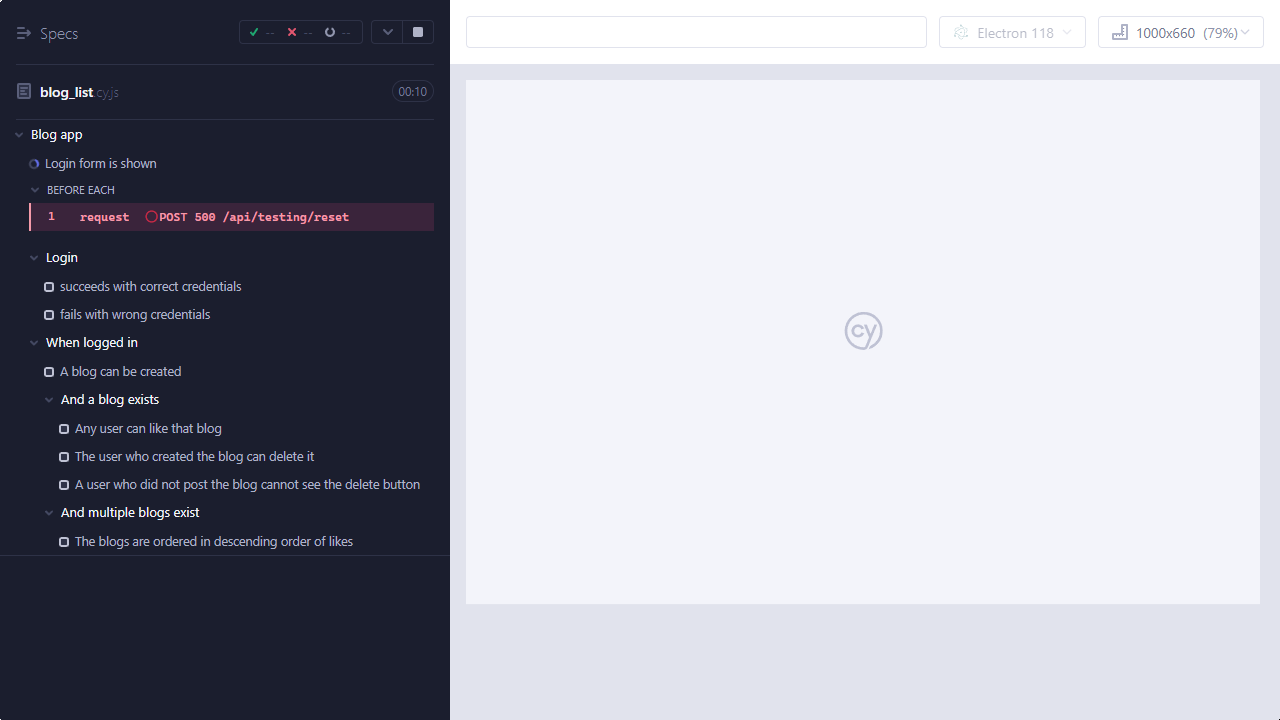 Specs
-- -- --
Electron 118
1000x660 (79%)
blog_list.cy.js
00:10
Blog app
Login form is shown
BEFORE EACH
1 request POST 500 /api/testing/reset
Login
succeeds with correct credentials
fails with wrong credentials
When logged in
A blog can be created
And a blog exists
Any user can like that blog
The user who created the blog can delete it
A user who did not post the blog cannot see the delete button
And multiple blogs exist
The blogs are ordered in descending order of likes
cy